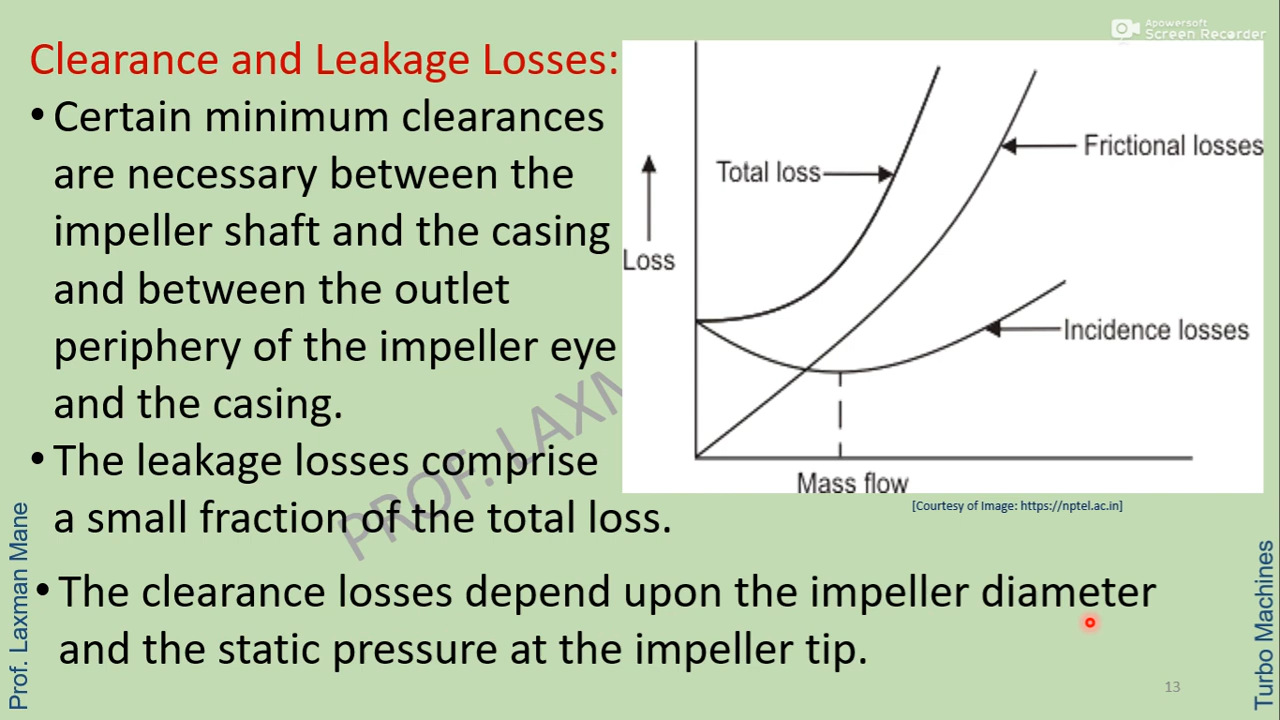 Apowersoft
Screen Recorder
Clearance and Leakage Losses:
• Certain minimum clearances
are necessary between the
impeller shaft and the casing
and between the outlet
periphery of the impeller eye
and the casing.
• The leakage losses comprise
a small fraction of the total loss.
• The clearance losses depend upon the impeller diameter
and the static pressure at the impeller tip.
Total loss
Frictional losses
Loss
Incidence losses
Mass flow
[Courtesy of Image: https://nptel.ac.in]
PROF. LAXM
Prof. Laxman Mane
Turbo Machines
13